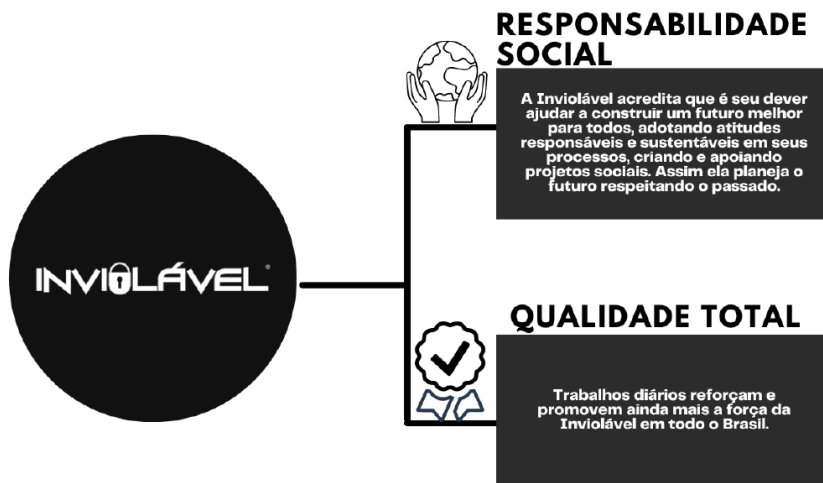 RESPONSABILIDADE
SOCIAL
A Inviolável acredita que é seu dever
ajudar a construir um futuro melhor
para todos, adotando atitudes
responsáveis e sustentáveis em seus
processos, criando e apoiando
projetos sociais. Assim ela planeja o
futuro respeitando o passado.
INVIOLÁVEL®
QUALIDADE TOTAL
Trabalhos diários reforçam e
promovem ainda mais a força da
Inviolável em todo o Brasil.